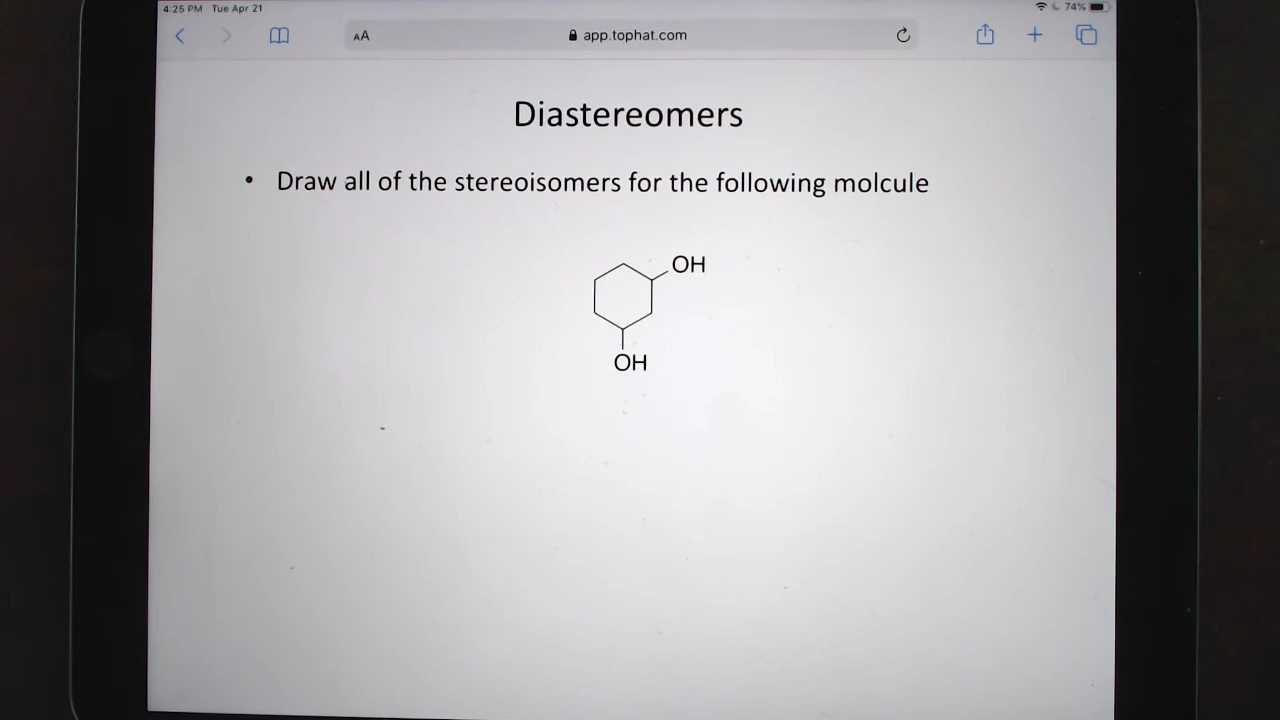 4:25 PM Tue Apr 21
74%
AA
app.tophat.com
Diastereomers
• Draw all of the stereoisomers for the following molcule
OH
OH